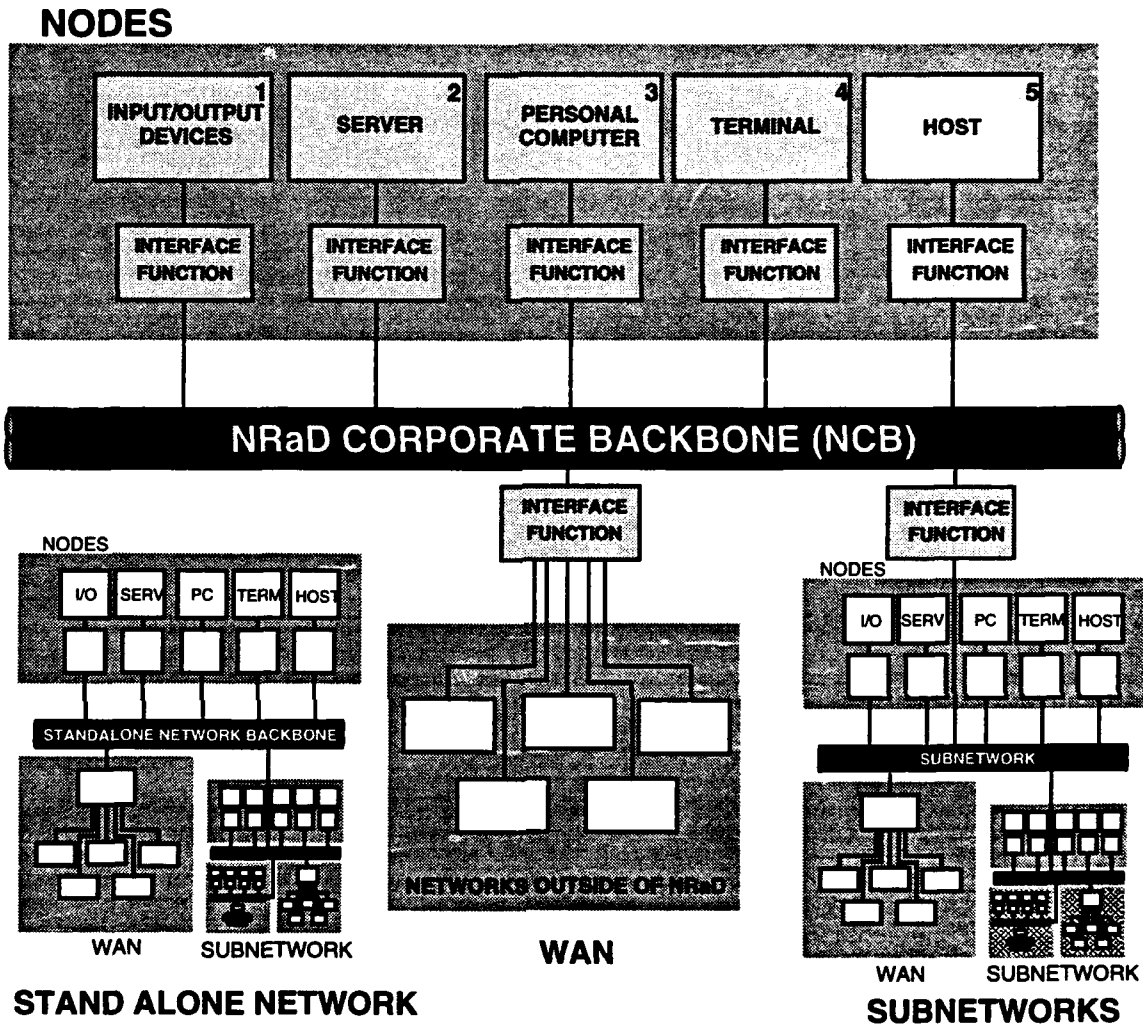 NODES
1
INPUT/OUTPUT
DEVICES
2
SERVER
3
PERSONAL
COMPUTER
4
TERMINAL
5
HOST
INTERFACE
FUNCTION
INTERFACE
FUNCTION
INTERFACE
FUNCTION
INTERFACE
FUNCTION
INTERFACE
FUNCTION
NRaD CORPORATE BACKBONE (NCB)
INTERFACE
FUNCTION
INTERFACE
FUNCTION
NODES
I/O SERV PC TERM HOST
STANDALONE NETWORK BACKBONE
WAN
SUBNETWORK
STAND ALONE NETWORK
NETWORKS OUTSIDE OF NRaD
WAN
NODES
I/O SERV PC TERM HOST
SUBNETWORK
WAN
SUBNETWORK
SUBNETWORKS